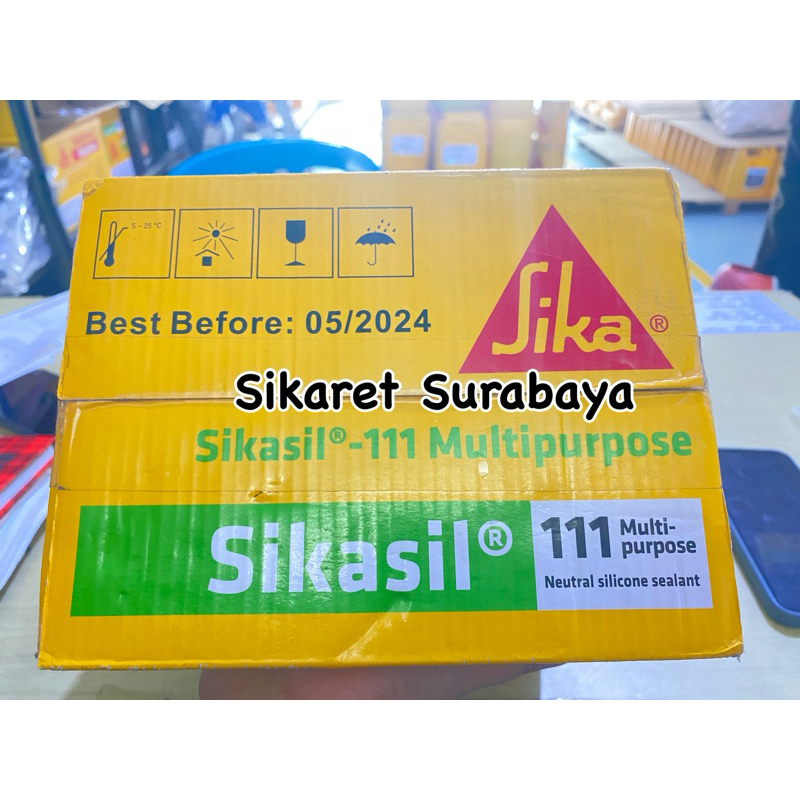 5 - 25 °C
Best Before: 05/2024
Sika®
Sikaret Surabaya
Sikasil®-111 Multipurpose
Sikasil®
111 Multi-
purpose
Neutral silicone sealant